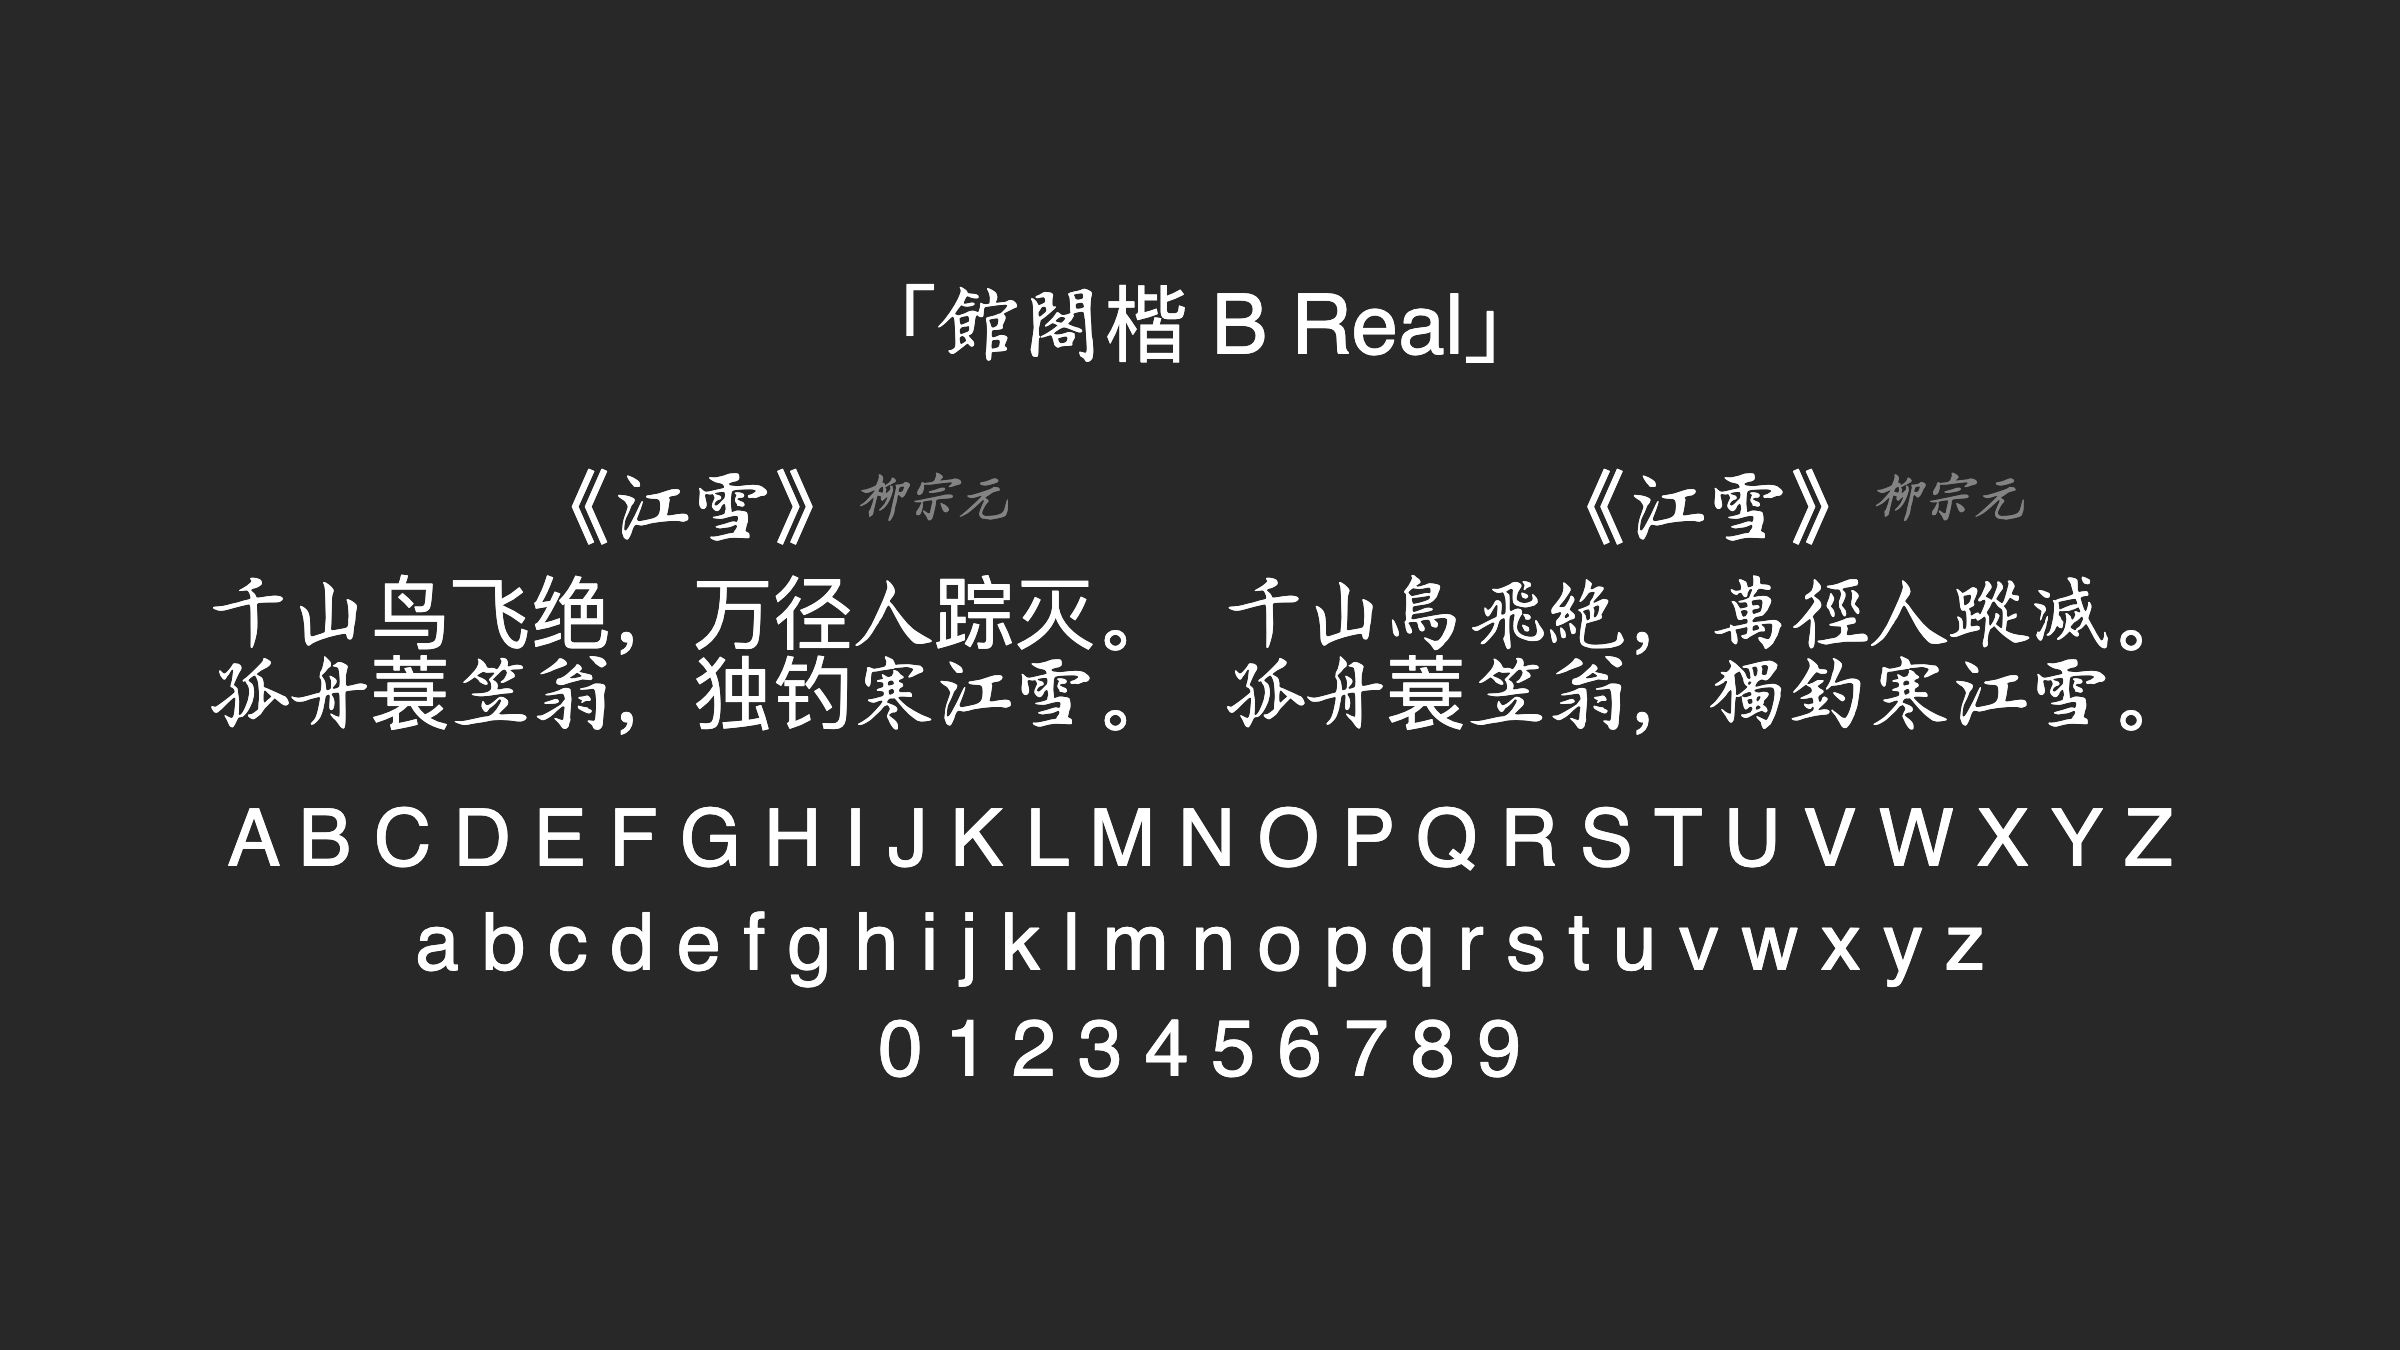 「館閣楷 B Real」
《江雪》 柳宗元
千山鸟飞绝，万径人踪灭。
孤舟蓑笠翁，独钓寒江雪。
《江雪》 柳宗元
千山鳥飛絶，萬徑人蹤滅。
孤舟蓑笠翁，獨釣寒江雪。
A B C D E F G H I J K L M N O P Q R S T U V W X Y Z
a b c d e f g h i j k l m n o p q r s t u v w x y z
0 1 2 3 4 5 6 7 8 9